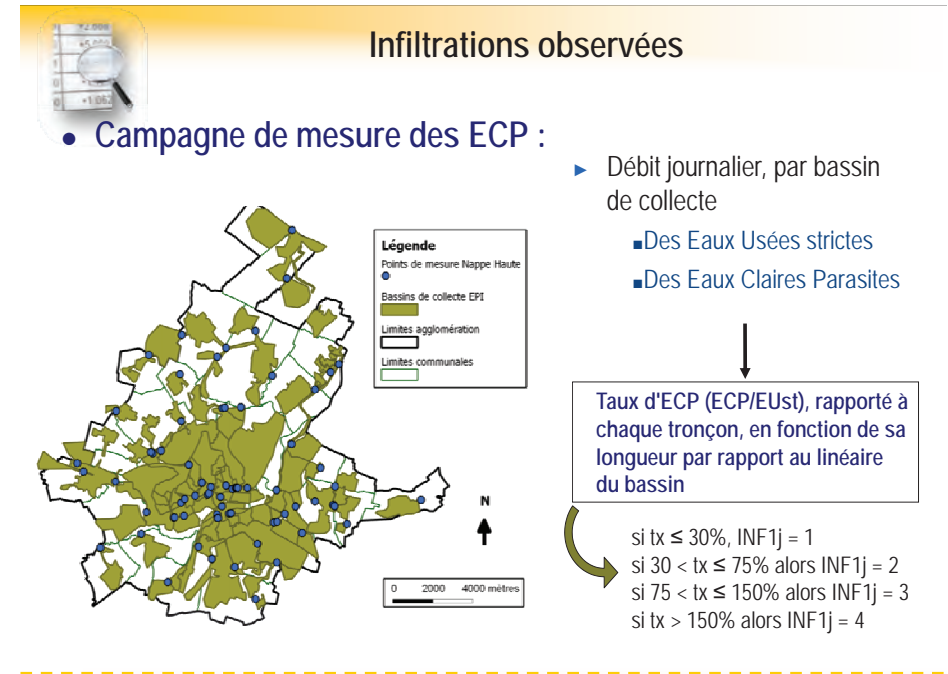 Infiltrations observées
• Campagne de mesure des ECP :
► Débit journalier, par bassin
de collecte
■Des Eaux Usées strictes
■Des Eaux Claires Parasites
Légende
Points de mesure Nappe Haute
Bassins de collecte EPI
Limites agglomération
Limites communales
N
0 2000 4000 mètres
Taux d'ECP (ECP/EUst), rapporté à
chaque tronçon, en fonction de sa
longueur par rapport au linéaire
du bassin
si tx ≤ 30%, INF1j = 1
si 30 < tx ≤ 75% alors INF1j = 2
si 75 < tx ≤ 150% alors INF1j = 3
si tx > 150% alors INF1j = 4